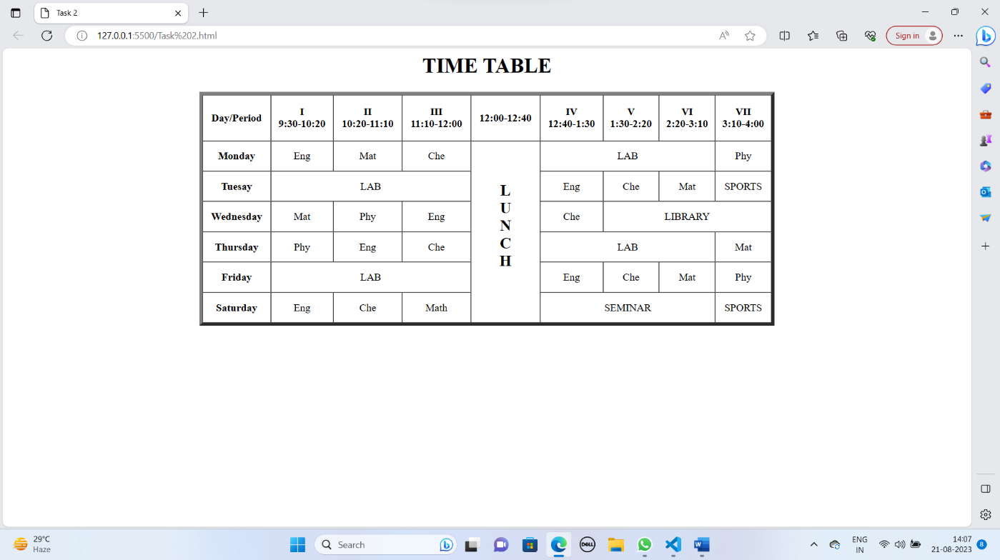 Task 2
127.0.0.1:5500/Task%202.html
Sign in
TIME TABLE
Day/Period
I
9:30-10:20
II
10:20-11:10
III
11:10-12:00
12:00-12:40
IV
12:40-1:30
V
1:30-2:20
VI
2:20-3:10
VII
3:10-4:00
Monday
Eng
Mat
Che
L
U
N
C
H
LAB
Phy
Tuesay
LAB
Eng
Che
Mat
SPORTS
Wednesday
Mat
Phy
Eng
Che
LIBRARY
Thursday
Phy
Eng
Che
LAB
Mat
Friday
LAB
Eng
Che
Mat
Phy
Saturday
Eng
Che
Math
SEMINAR
SPORTS
29°C
Haze
Search
DELL
ENG
IN
14:07
21-08-2023
8